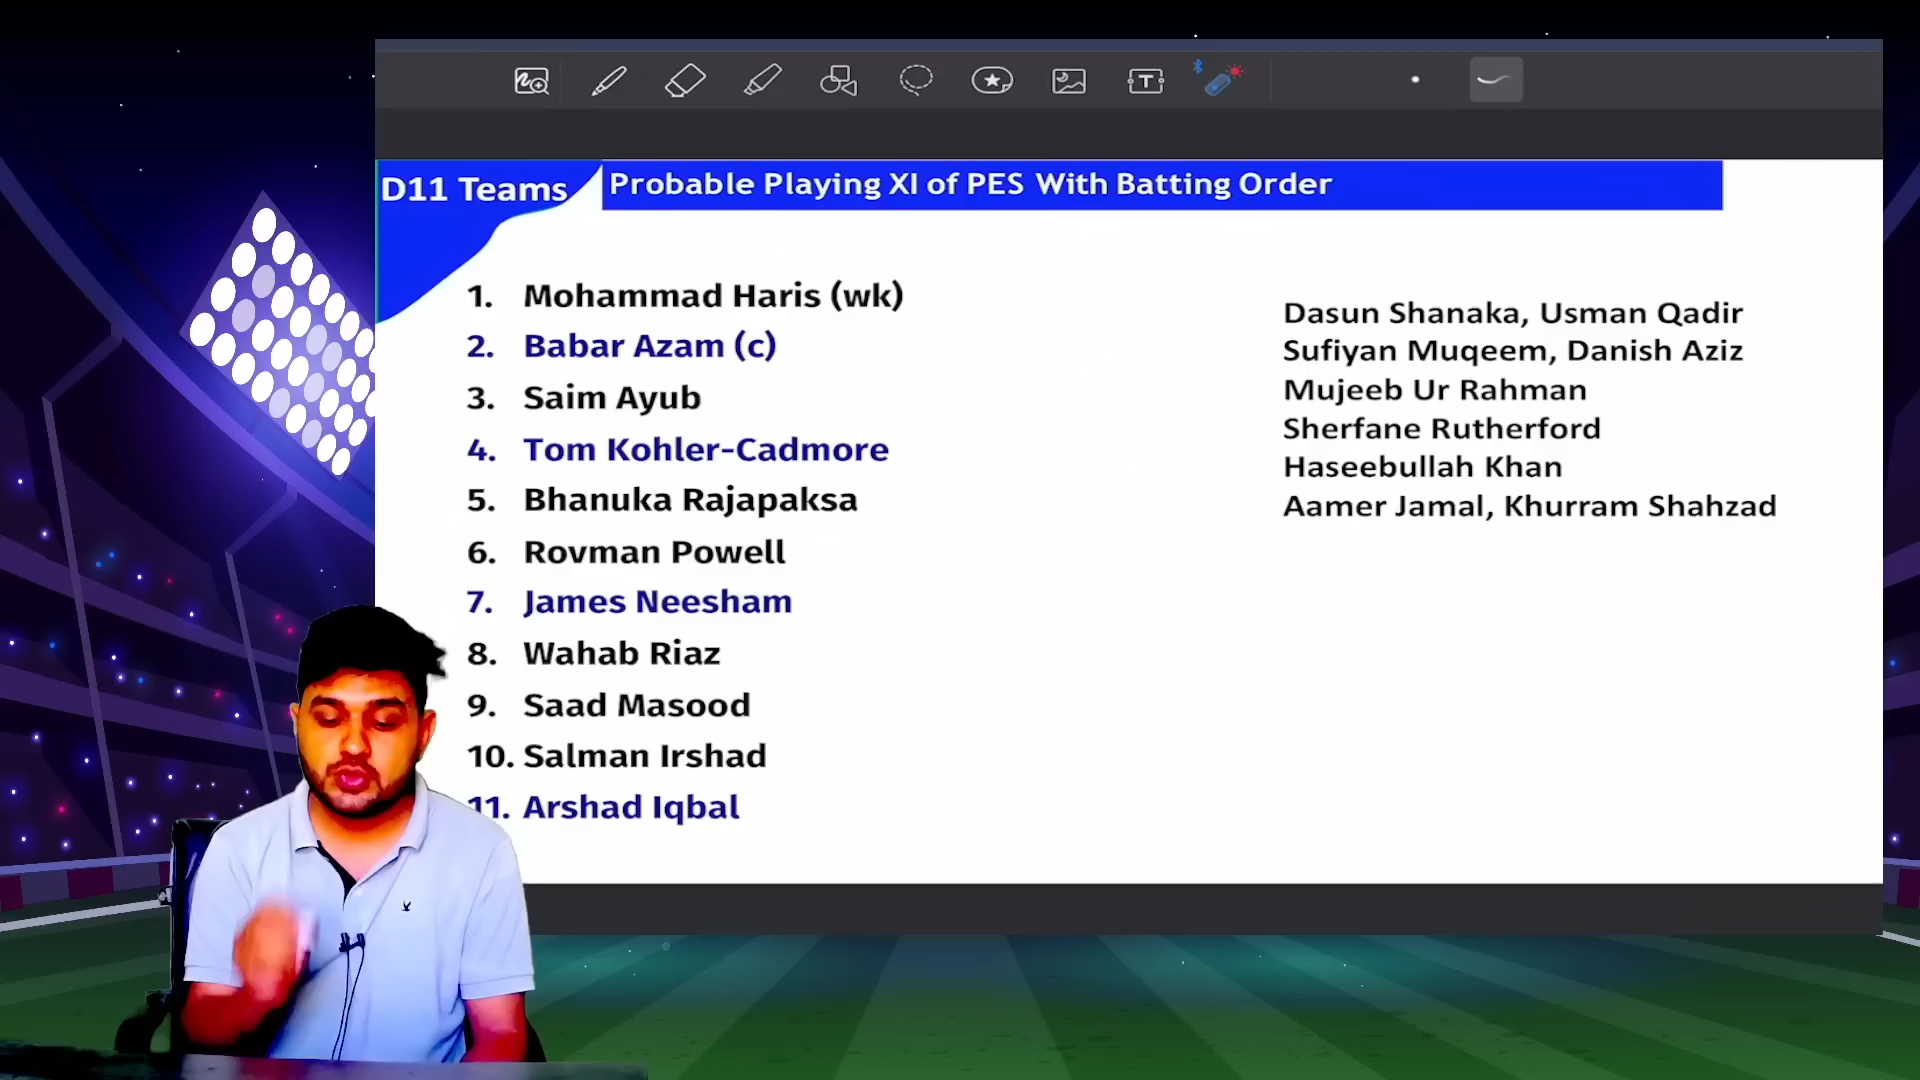 D11 Teams
Probable Playing XI of PES With Batting Order
1. Mohammad Haris (wk)
2. Babar Azam (c)
3. Saim Ayub
4. Tom Kohler-Cadmore
5. Bhanuka Rajapaksa
6. Rovman Powell
7. James Neesham
8. Wahab Riaz
9. Saad Masood
10. Salman Irshad
11. Arshad Iqbal
Dasun Shanaka, Usman Qadir
Sufiyan Muqeem, Danish Aziz
Mujeeb Ur Rahman
Sherfane Rutherford
Haseebullah Khan
Aamer Jamal, Khurram Shahzad